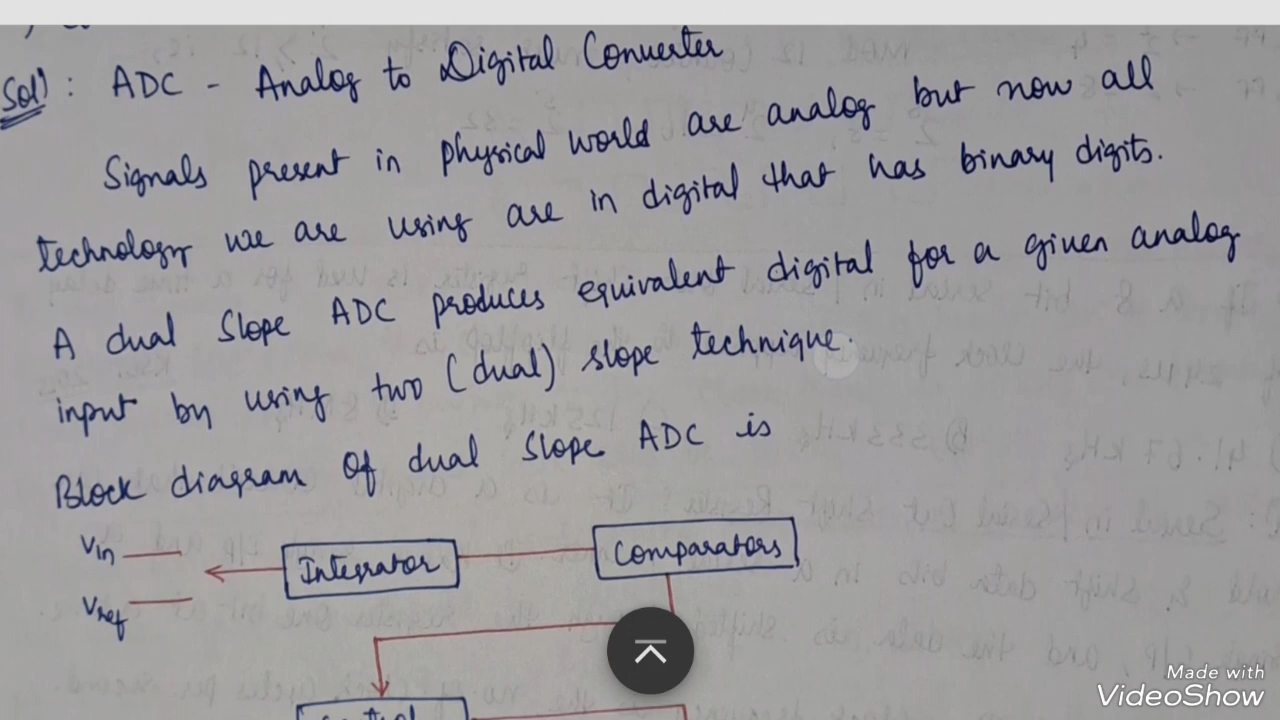 Sol): ADC - Analog to Digital Converter
Signals present in physical world are analog but now all
technology we are using are in digital that has binary digits.
A dual Slope ADC produces equivalent digital for a given analog
input by using two (dual) slope technique.
Block diagram of dual slope ADC is
Vin
Integrator
Comparators
Vref
Made with
VideoShow